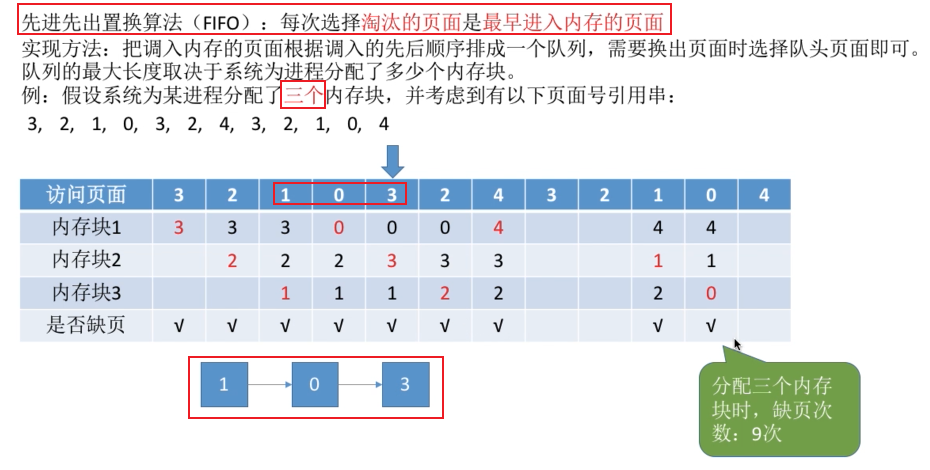 先进先出置换算法（FIFO）：每次选择淘汰的页面是最早进入内存的页面
实现方法：把调入内存的页面根据调入的先后顺序排成一个队列，需要换出页面时选择队头页面即可。
队列的最大长度取决于系统为进程分配了多少个内存块。
例：假设系统为某进程分配了三个内存块，并考虑到有以下页面号引用串：
3, 2, 1, 0, 3, 2, 4, 3, 2, 1, 0, 4
访问页面 3 2 1 0 3 2 4 3 2 1 0 4
内存块1 3 3 3 0 0 0 4 4 4
内存块2 2 2 2 3 3 3 1 1
内存块3 1 1 1 2 2 2 0
是否缺页 √ √ √ √ √ √ √ √ √
1 0 3
分配三个内存
块时，缺页次
数：9次